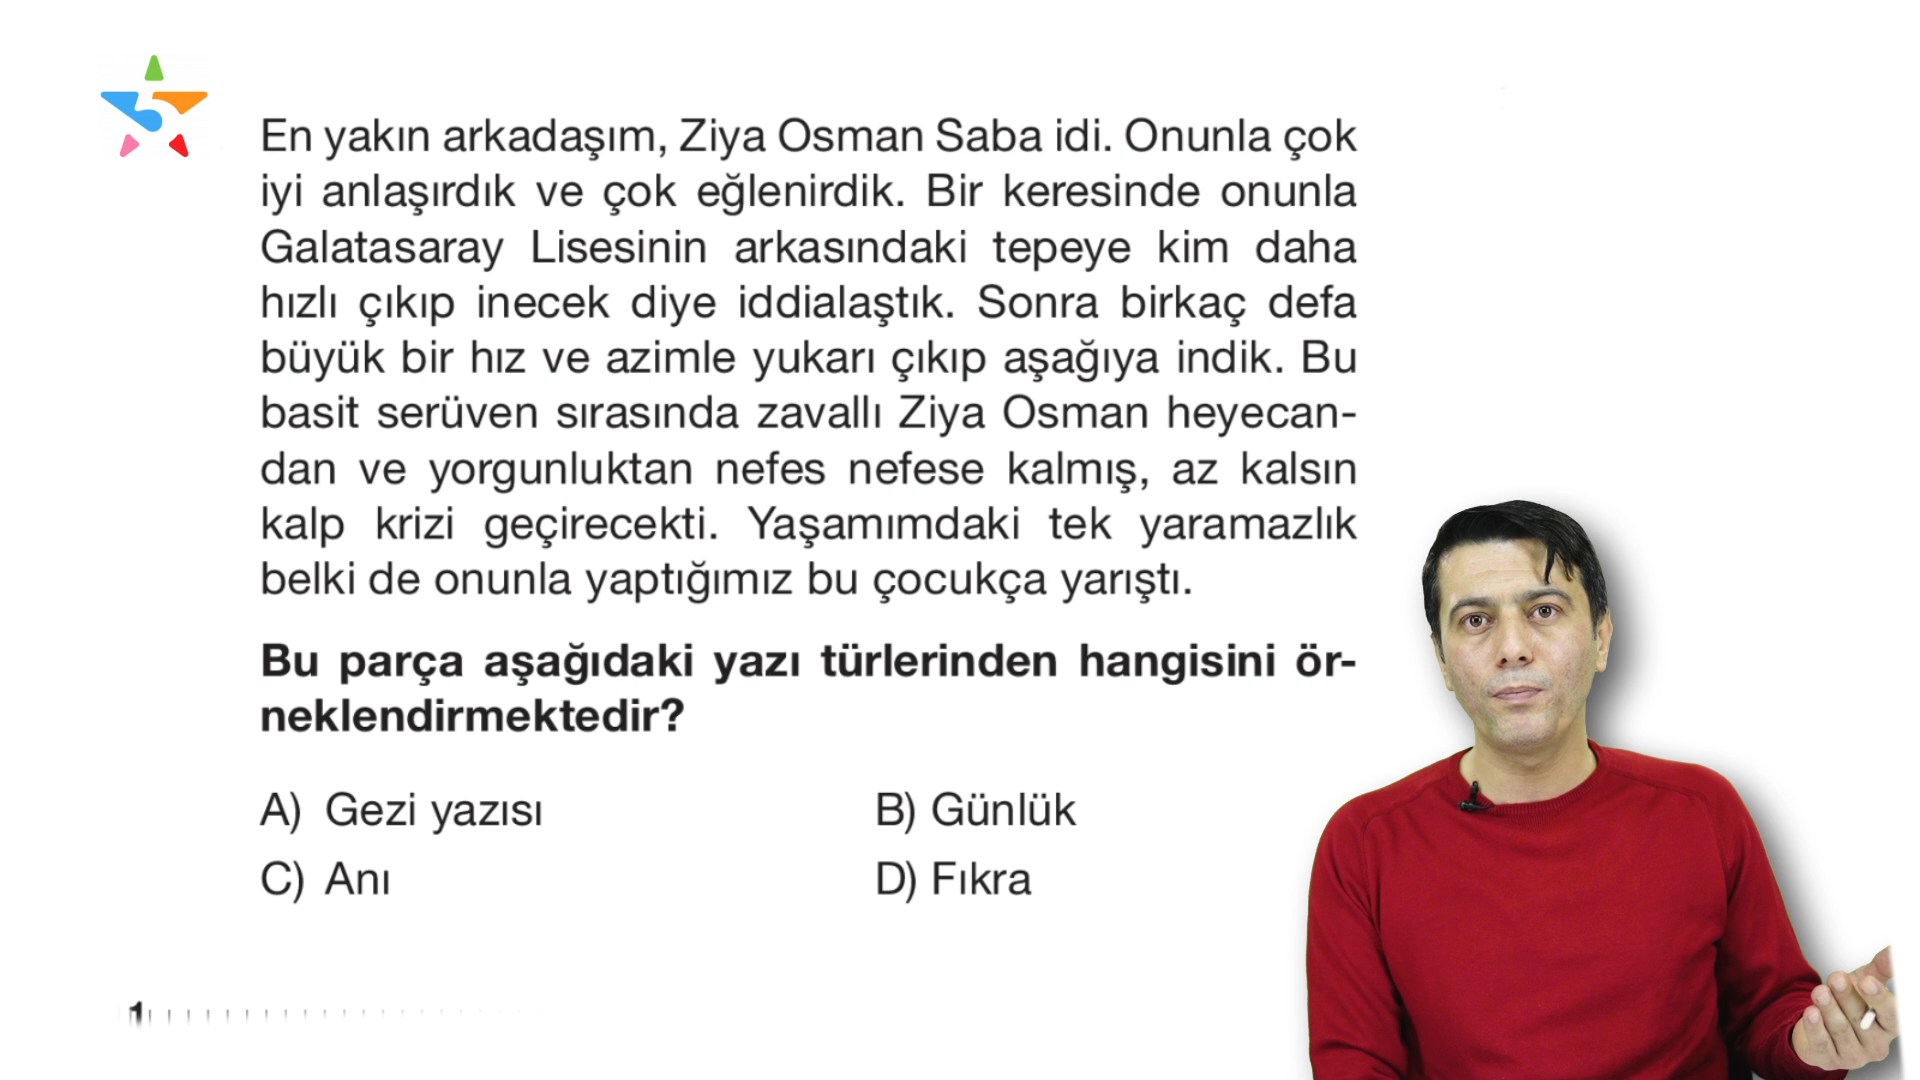 En yakın arkadaşım, Ziya Osman Saba idi. Onunla çok
iyi anlaşırdık ve çok eğlenirdik. Bir keresinde onunla
Galatasaray Lisesinin arkasındaki tepeye kim daha
hızlı çıkıp inecek diye iddialaştık. Sonra birkaç defa
büyük bir hız ve azimle yukarı çıkıp aşağıya indik. Bu
basit serüven sırasında zavallı Ziya Osman heyecan-
dan ve yorgunluktan nefes nefese kalmış, az kalsın
kalp krizi geçirecekti. Yaşamımdaki tek yaramazlık
belki de onunla yaptığımız bu çocukça yarıştı.
Bu parça aşağıdaki yazı türlerinden hangisini ör-
neklendirmektedir?
A) Gezi yazısı
B) Günlük
C) Anı
D) Fıkra
1